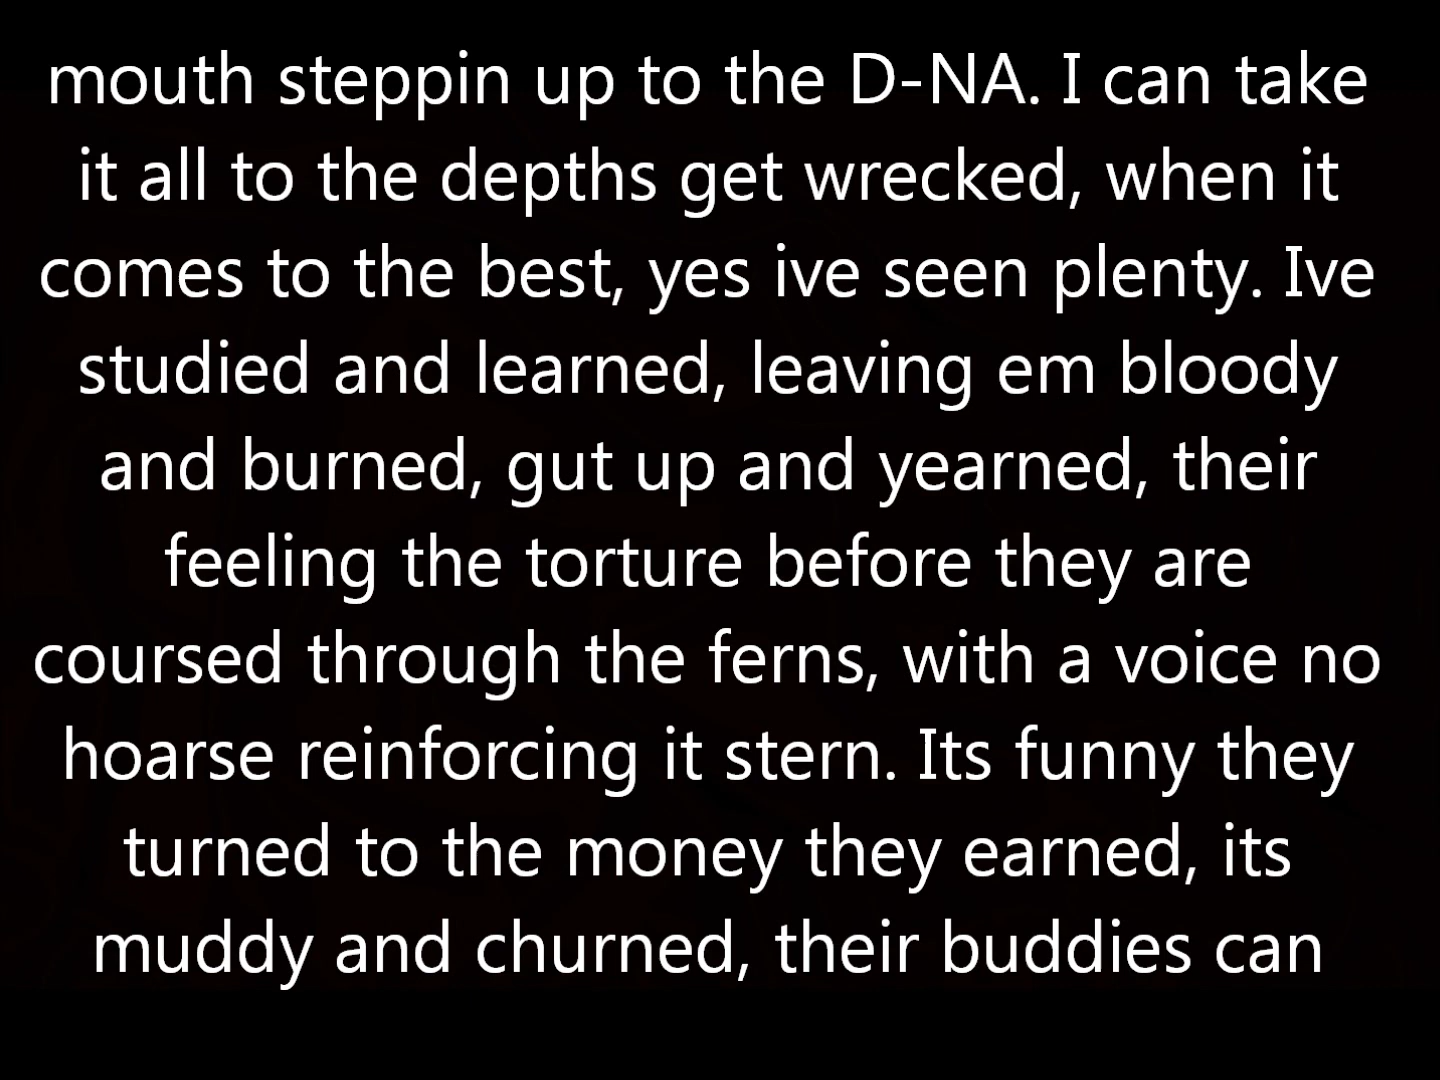 mouth steppin up to the D-NA. I can take
it all to the depths get wrecked, when it
comes to the best, yes ive seen plenty. Ive
studied and learned, leaving em bloody
and burned, gut up and yearned, their
feeling the torture before they are
coursed through the ferns, with a voice no
hoarse reinforcing it stern. Its funny they
turned to the money they earned, its
muddy and churned, their buddies can